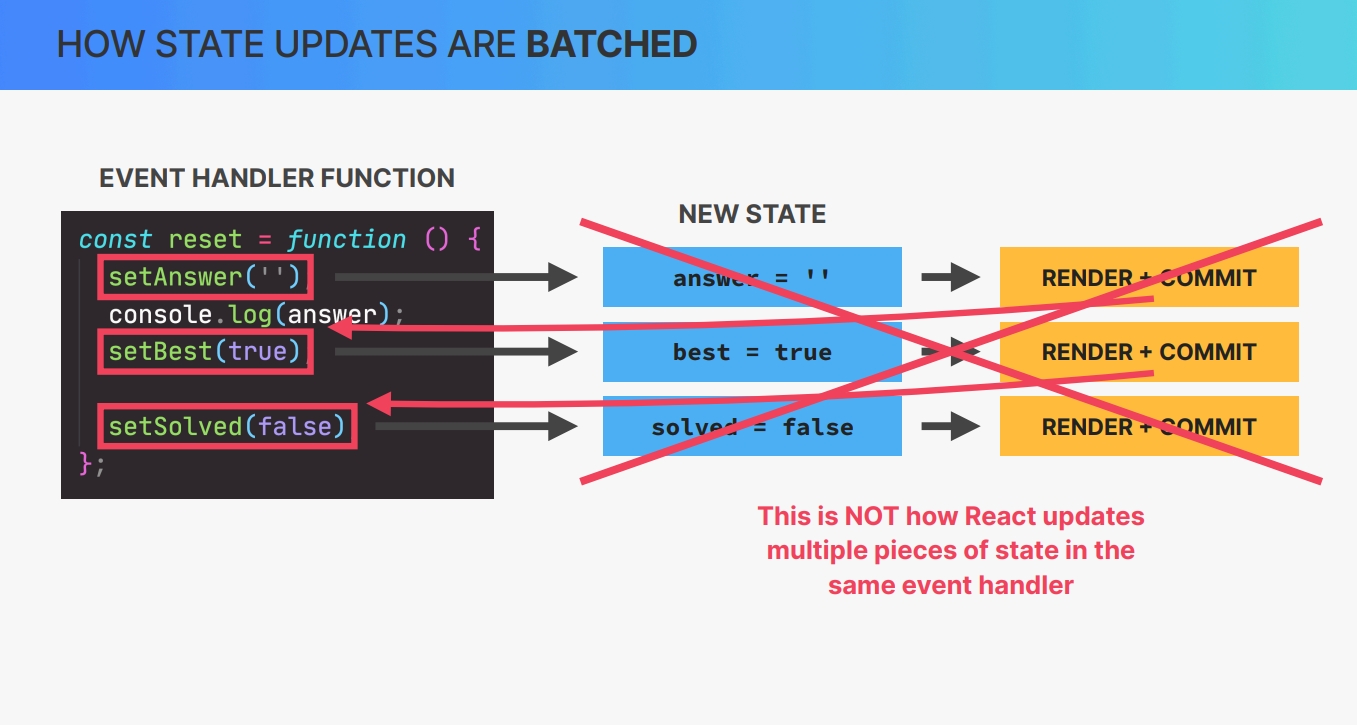 HOW STATE UPDATES ARE BATCHED
EVENT HANDLER FUNCTION
const reset = function () {
setAnswer('')
console.log(answer);
setBest(true)
setSolved(false)
};
NEW STATE
answer = ''
RENDER + COMMIT
best = true
RENDER + COMMIT
solved = false
RENDER + COMMIT
This is NOT how React updates
multiple pieces of state in the
same event handler